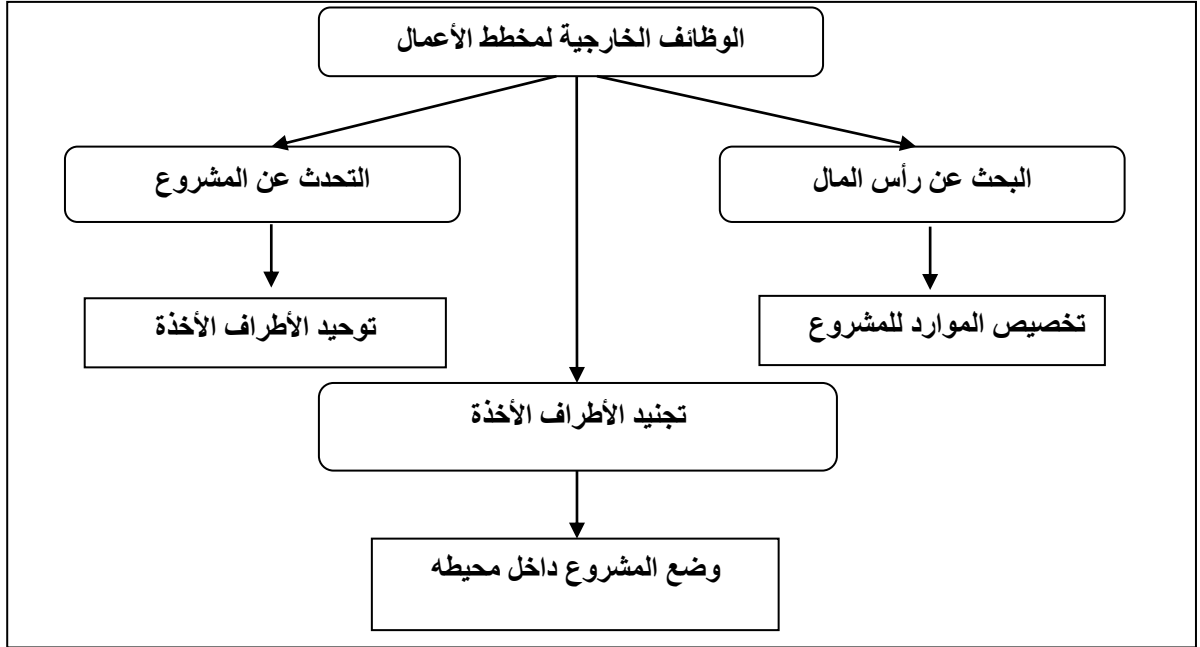 الوظائف الخارجية لمخطط الأعمال
البحث عن رأس المال
التحدث عن المشروع
تخصيص الموارد للمشروع
توحيد الأطراف الأخذة
تجنيد الأطراف الأخذة
وضع المشروع داخل محيطه